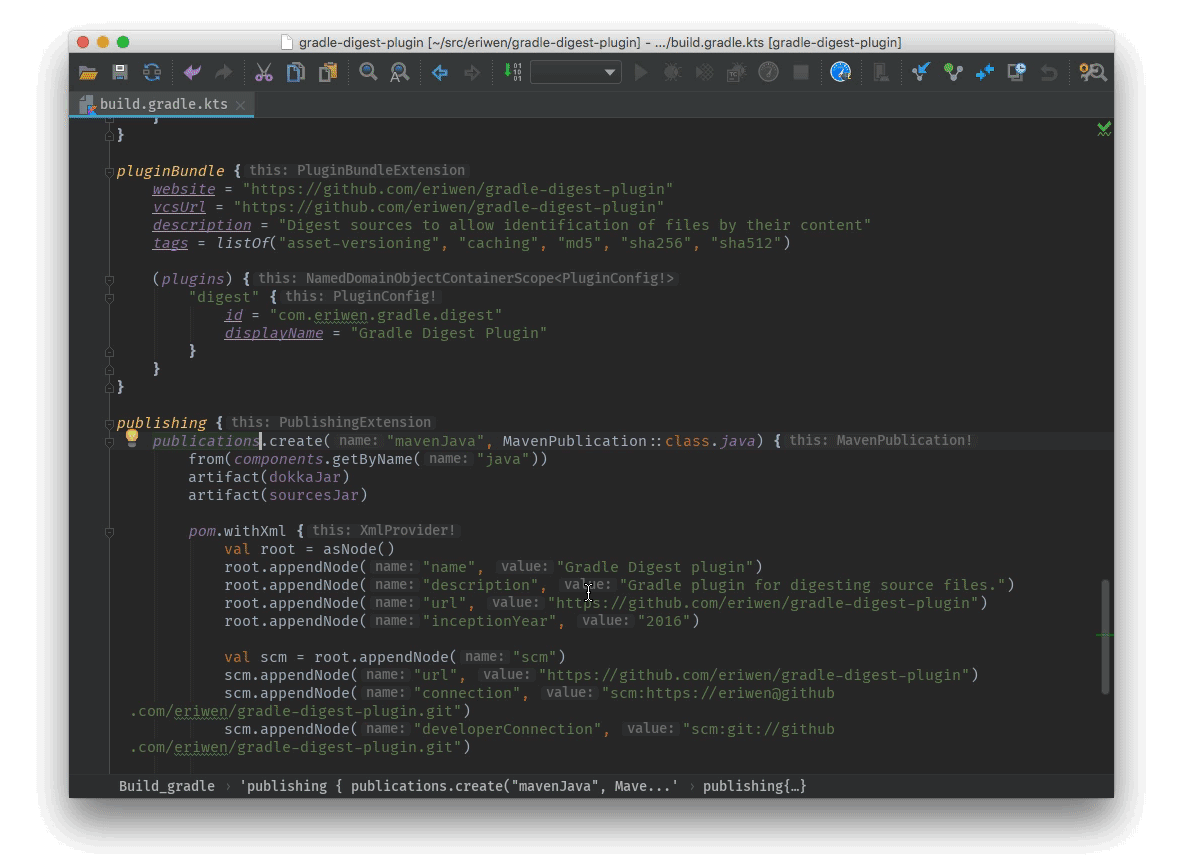 gradle-digest-plugin [~/src/eriwen/gradle-digest-plugin] - .../build.gradle.kts [gradle-digest-plugin]
build.gradle.kts
}
}
pluginBundle { this: PluginBundleExtension
website = "https://github.com/eriwen/gradle-digest-plugin"
vcsUrl = "https://github.com/eriwen/gradle-digest-plugin"
description = "Digest sources to allow identification of files by their content"
tags = listOf("asset-versioning", "caching", "md5", "sha256", "sha512")
(plugins) { this: NamedDomainObjectContainerScope<PluginConfig!>
"digest" { this: PluginConfig!
id = "com.eriwen.gradle.digest"
displayName = "Gradle Digest Plugin"
}
}
}
publishing { this: PublishingExtension
publications.create( name: "mavenJava", MavenPublication::class.java) { this: MavenPublication!
from(components.getByName( name: "java"))
artifact(dokkaJar)
artifact(sourcesJar)
pom.withXml { this: XmlProvider!
val root = asNode()
root.appendNode( name: "name", value: "Gradle Digest plugin")
root.appendNode( name: "description", value: "Gradle plugin for digesting source files.")
root.appendNode( name: "url", value: "https://github.com/eriwen/gradle-digest-plugin")
root.appendNode( name: "inceptionYear", value: "2016")
val scm = root.appendNode( name: "scm")
scm.appendNode( name: "url", value: "https://github.com/eriwen/gradle-digest-plugin")
scm.appendNode( name: "connection", value: "scm:https://eriwen@github
.com/eriwen/gradle-digest-plugin.git")
scm.appendNode( name: "developerConnection", value: "scm:git://github
.com/eriwen/gradle-digest-plugin.git")
Build_gradle › 'publishing { publications.create("mavenJava", Mave...' › publishing{…}